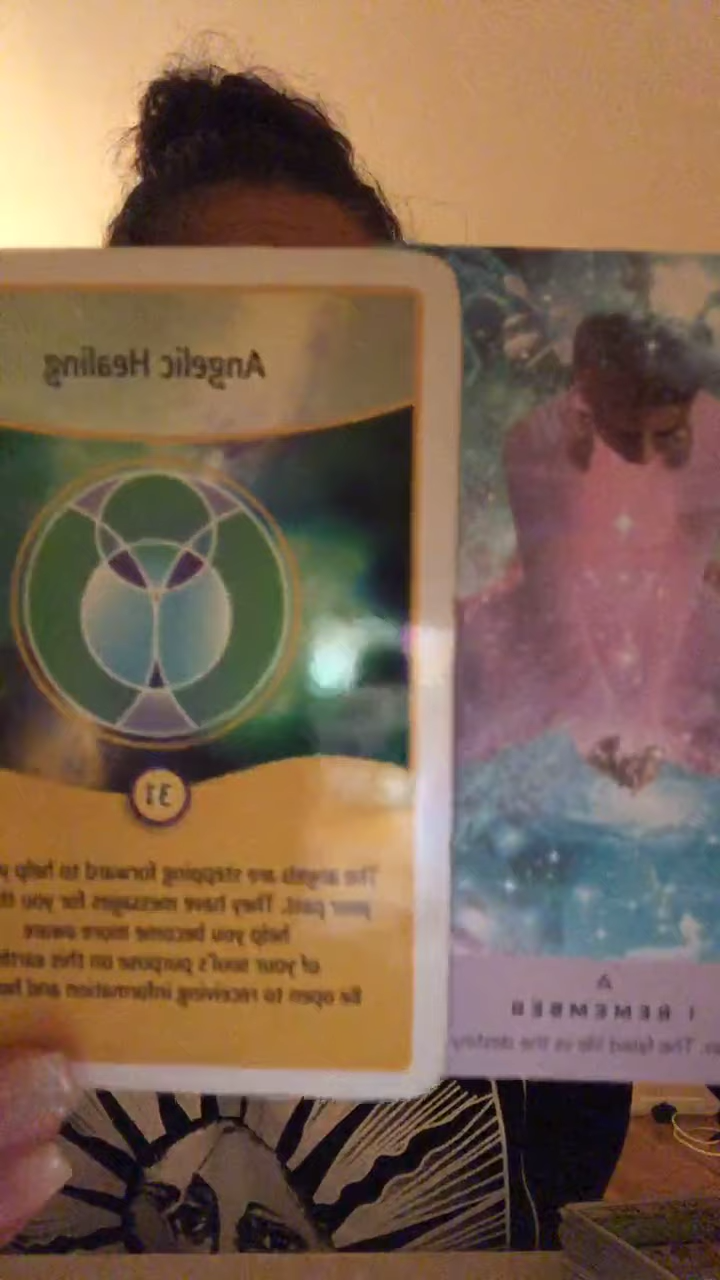 Angelic Healing
31
The angels are stepping forward to help
your past. They have messages for you
help you become more aware
of your soul's purpose on this earth
Be open to receiving information and
I REMEMBER
The fated life vs the destiny